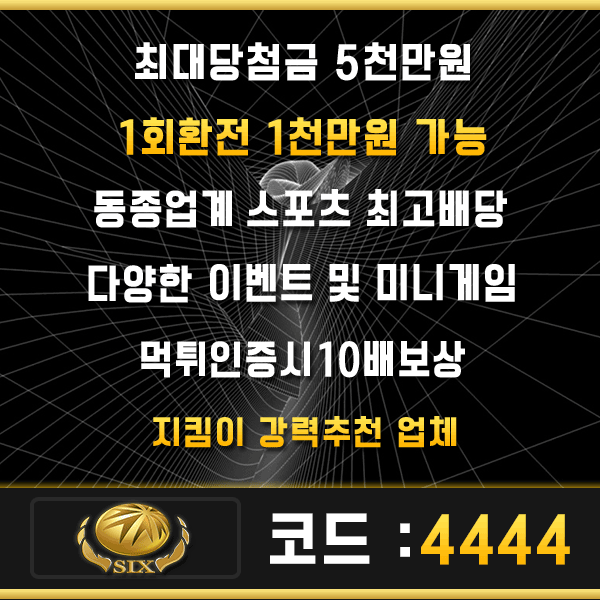 최대당첨금 5천만원
1회환전 1천만원 가능
동종업계 스포츠 최고배당
다양한 이벤트 및 미니게임
먹튀인증시10배보상
지킴이 강력추천 업체
SIX
코드 :4444